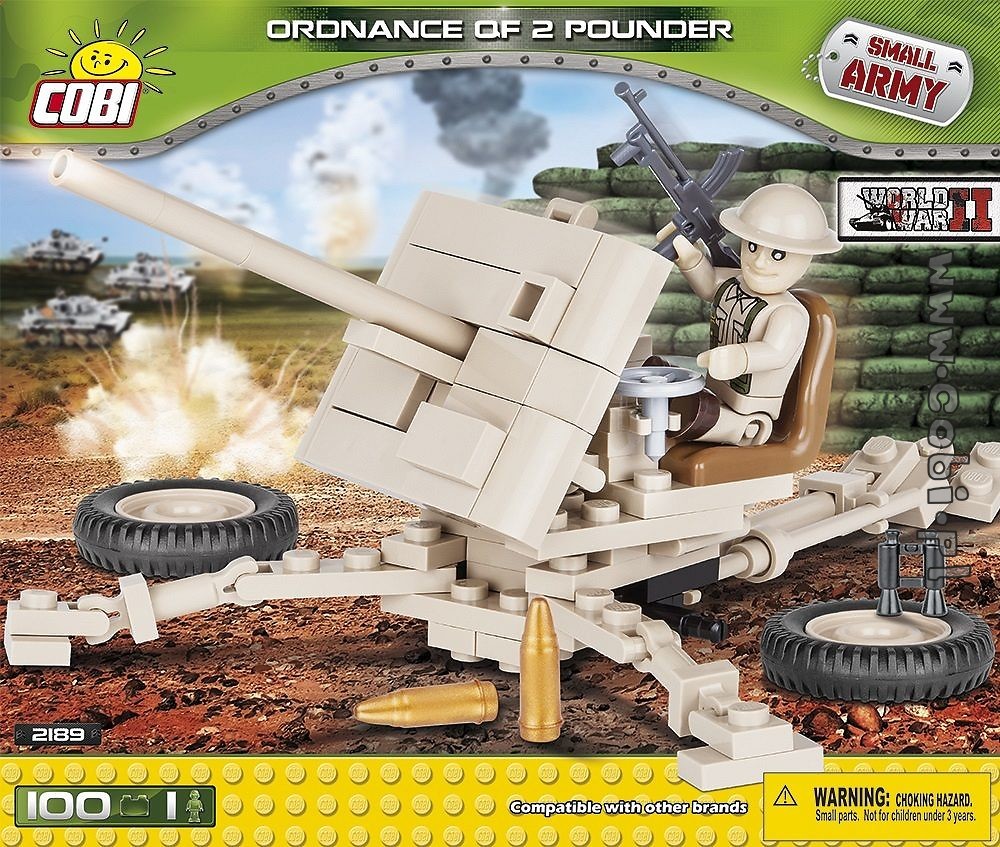 ORDNANCE QF 2 POUNDER
COBI
SMALL
ARMY
WORLD
WAR II
www.cobi.pl
2189
100 1
Compatible with other brands
WARNING: CHOKING HAZARD.
Small parts. Not for children under 3 years.